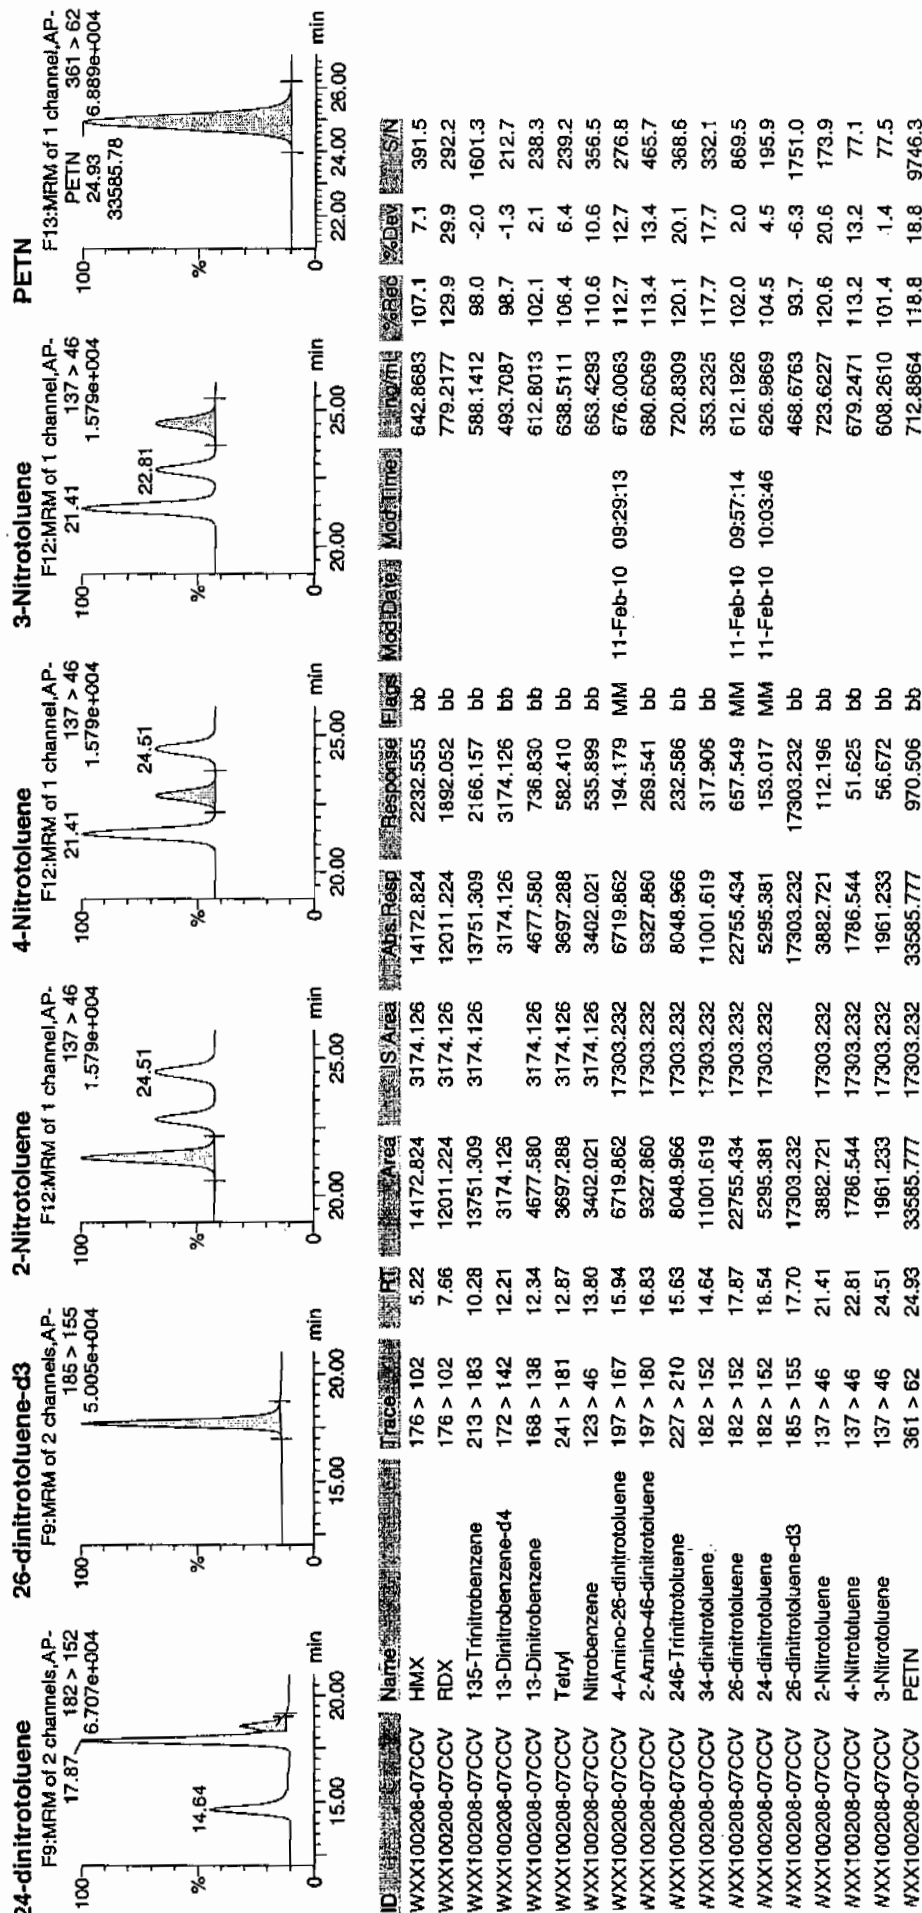 24-dinitrotoluene
F9:MRM of 2 channels,AP-
182 > 152
6.707e+004
17.87
14.64
100
%
0
15.00 20.00 min
26-dinitrotoluene-d3
F9:MRM of 2 channels,AP-
185 > 155
5.005e+004
100
%
0
15.00 20.00 min
2-Nitrotoluene
F12:MRM of 1 channel,AP-
137 > 46
1.579e+004
24.51
100
%
0
20.00 25.00 min
4-Nitrotoluene
F12:MRM of 1 channel,AP-
21.41 137 > 46
1.579e+004
24.51
100
%
0
20.00 25.00 min
3-Nitrotoluene
F12:MRM of 1 channel,AP-
21.41 137 > 46
1.579e+004
22.81
100
%
0
20.00 25.00 min
PETN
F13:MRM of 1 channel,AP-
PETN 361 > 62
24.93 6.889e+004
33585.78
100
%
0
22.00 24.00 26.00 min
ID Name Trace RT Area IS Area Abs.Resp Response Flags Mod.Date Mod.Time ng/mL %Rec %Dev S/N
WXX100208-07CCV HMX 176 > 102 5.22 14172.824 3174.126 14172.824 2232.555 bb 642.8683 107.1 7.1 391.5
WXX100208-07CCV RDX 176 > 102 7.66 12011.224 3174.126 12011.224 1892.052 bb 779.2177 129.9 29.9 292.2
WXX100208-07CCV 135-Trinitrobenzene 213 > 183 10.28 13751.309 3174.126 13751.309 2166.157 bb 588.1412 98.0 -2.0 1601.3
WXX100208-07CCV 13-Dinitrobenzene-d4 172 > 142 12.21 3174.126 3174.126 3174.126 bb 493.7087 98.7 -1.3 212.7
WXX100208-07CCV 13-Dinitrobenzene 168 > 138 12.34 4677.580 3174.126 4677.580 736.830 bb 612.8013 102.1 2.1 238.3
WXX100208-07CCV Tetryl 241 > 181 12.87 3697.288 3174.126 3697.288 582.410 bb 638.5111 106.4 6.4 239.2
WXX100208-07CCV Nitrobenzene 123 > 46 13.80 3402.021 3174.126 3402.021 535.899 bb 663.4293 110.6 10.6 356.5
WXX100208-07CCV 4-Amino-26-dinitrotoluene 197 > 167 15.94 6719.862 17303.232 6719.862 194.179 MM 11-Feb-10 09:29:13 676.0063 112.7 12.7 276.8
WXX100208-07CCV 2-Amino-46-dinitrotoluene 197 > 180 16.83 9327.860 17303.232 9327.860 269.541 bb 680.6069 113.4 13.4 465.7
WXX100208-07CCV 246-Trinitrotoluene 227 > 210 15.63 8048.966 17303.232 8048.966 232.586 bb 720.8309 120.1 20.1 368.6
WXX100208-07CCV 34-dinitrotoluene 182 > 152 14.64 11001.619 17303.232 11001.619 317.906 bb 353.2325 117.7 17.7 332.1
WXX100208-07CCV 26-dinitrotoluene 182 > 152 17.87 22755.434 17303.232 22755.434 657.549 MM 11-Feb-10 09:57:14 612.1926 102.0 2.0 869.5
WXX100208-07CCV 24-dinitrotoluene 182 > 152 18.54 5295.381 17303.232 5295.381 153.017 MM 11-Feb-10 10:03:46 626.9869 104.5 4.5 195.9
WXX100208-07CCV 26-dinitrotoluene-d3 185 > 155 17.70 17303.232 17303.232 17303.232 bb 468.6763 93.7 -6.3 1751.0
WXX100208-07CCV 2-Nitrotoluene 137 > 46 21.41 3882.721 17303.232 3882.721 112.196 bb 723.6227 120.6 20.6 173.9
WXX100208-07CCV 4-Nitrotoluene 137 > 46 22.81 1786.544 17303.232 1786.544 51.625 bb 679.2471 113.2 13.2 77.1
WXX100208-07CCV 3-Nitrotoluene 137 > 46 24.51 1961.233 17303.232 1961.233 56.672 bb 608.2610 101.4 1.4 77.5
WXX100208-07CCV PETN 361 > 62 24.93 33585.777 17303.232 33585.777 970.506 bb 712.8864 118.8 18.8 9746.3